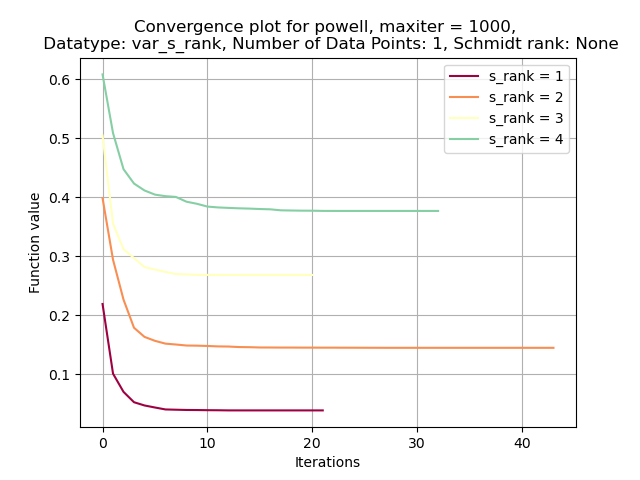 Convergence plot for powell, maxiter = 1000,
Datatype: var_s_rank, Number of Data Points: 1, Schmidt rank: None
s_rank = 1
s_rank = 2
s_rank = 3
s_rank = 4
Function value
0.6
0.5
0.4
0.3
0.2
0.1
0 10 20 30 40
Iterations